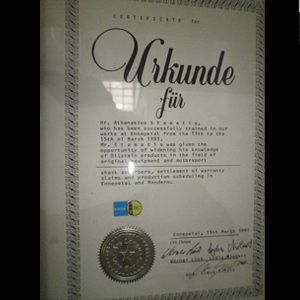 CERTIFICATE for
Urkunde
für
Mr. Athanasios Stamatis,
who has been successfully trained in our
works at Ennepetal from the 11th to the
15th of March 1991.
Mr. Stamatis was given the
opportunity of widening his knowledge
of Bilstein products in the field of
original equipment and motorsport
shock absorbers, settlement of warranty
claims and production scheduling in
Ennepetal and Mandern.
Ennepetal, 15th March 1991